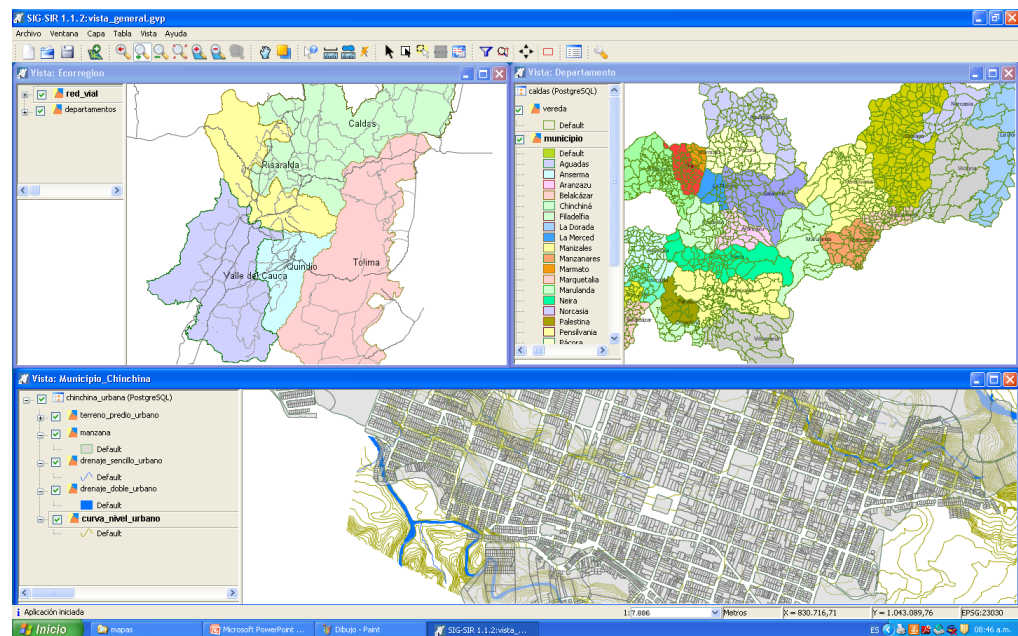 SIG-SIR 1.1.2:vista_general.gvp
Archivo Ventana Capa Tabla Vista Ayuda
Vista: Ecorregion
red_vial
departamentos
Caldas
Risaralda
Tolima
Quindio
Valle del Cauca
Vista: Departamento
caldas (PostgreSQL)
vereda
Default
municipio
Default
Aguadas
Anserma
Aranzazu
Belalcázar
Chinchiná
Filadelfia
La Dorada
La Merced
Manizales
Manzanares
Marmato
Marquetalia
Marulanda
Neira
Norcasia
Palestina
Pensilvania
Pácora
Norcasia
Victoria
Marulanda
Neira
Vista: Municipio_Chinchina
chinchina_urbana (PostgreSQL)
terreno_predio_urbano
manzana
Default
drenaje_sencillo_urbano
Default
drenaje_doble_urbano
Default
curva_nivel_urbano
Default
Aplicación iniciada
1:7.886
Metros
X = 830.716,71
Y = 1.043.089,76
EPSG:23030
Inicio
mapas
Microsoft PowerPoint ...
Dibujo - Paint
SIG-SIR 1.1.2:vista_...
ES
08:46 a.m.